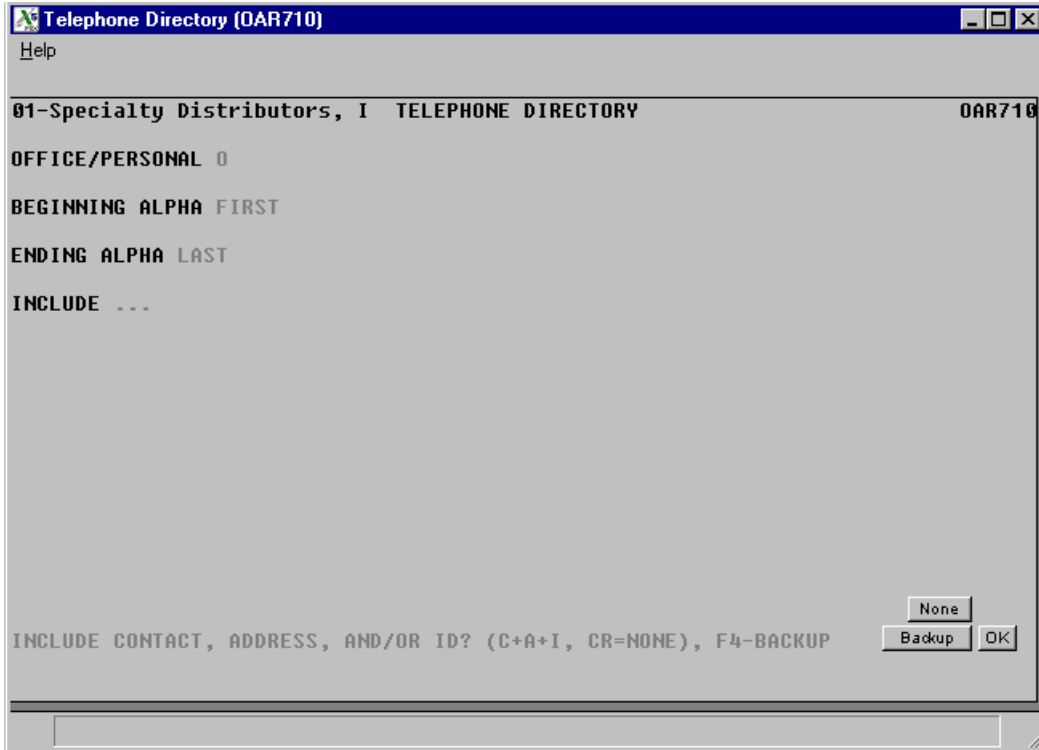 Telephone Directory (OAR710)
Help
01-Specialty Distributors, I TELEPHONE DIRECTORY OAR710
OFFICE/PERSONAL O
BEGINNING ALPHA FIRST
ENDING ALPHA LAST
INCLUDE ...
None
INCLUDE CONTACT, ADDRESS, AND/OR ID? (C+A+I, CR=NONE), F4-BACKUP Backup OK